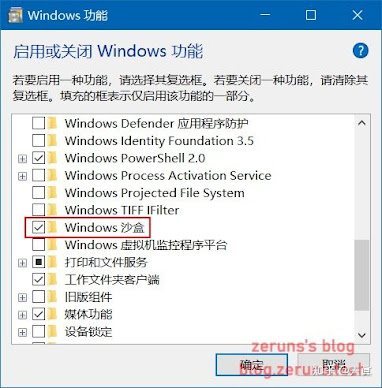 Windows 功能
启用或关闭 Windows 功能
若要启用一种功能，请选择其复选框。若要关闭一种功能，请清除其
复选框。填充的框表示仅启用该功能的一部分。
Windows Defender 应用程序防护
Windows Identity Foundation 3.5
Windows PowerShell 2.0
Windows Process Activation Service
Windows Projected File System
Windows TIFF IFilter
Windows 沙盒
Windows 虚拟机监控程序平台
打印和文件服务
工作文件夹客户端
旧版组件
媒体功能
设备锁定
zeruns's blog
确定
取消